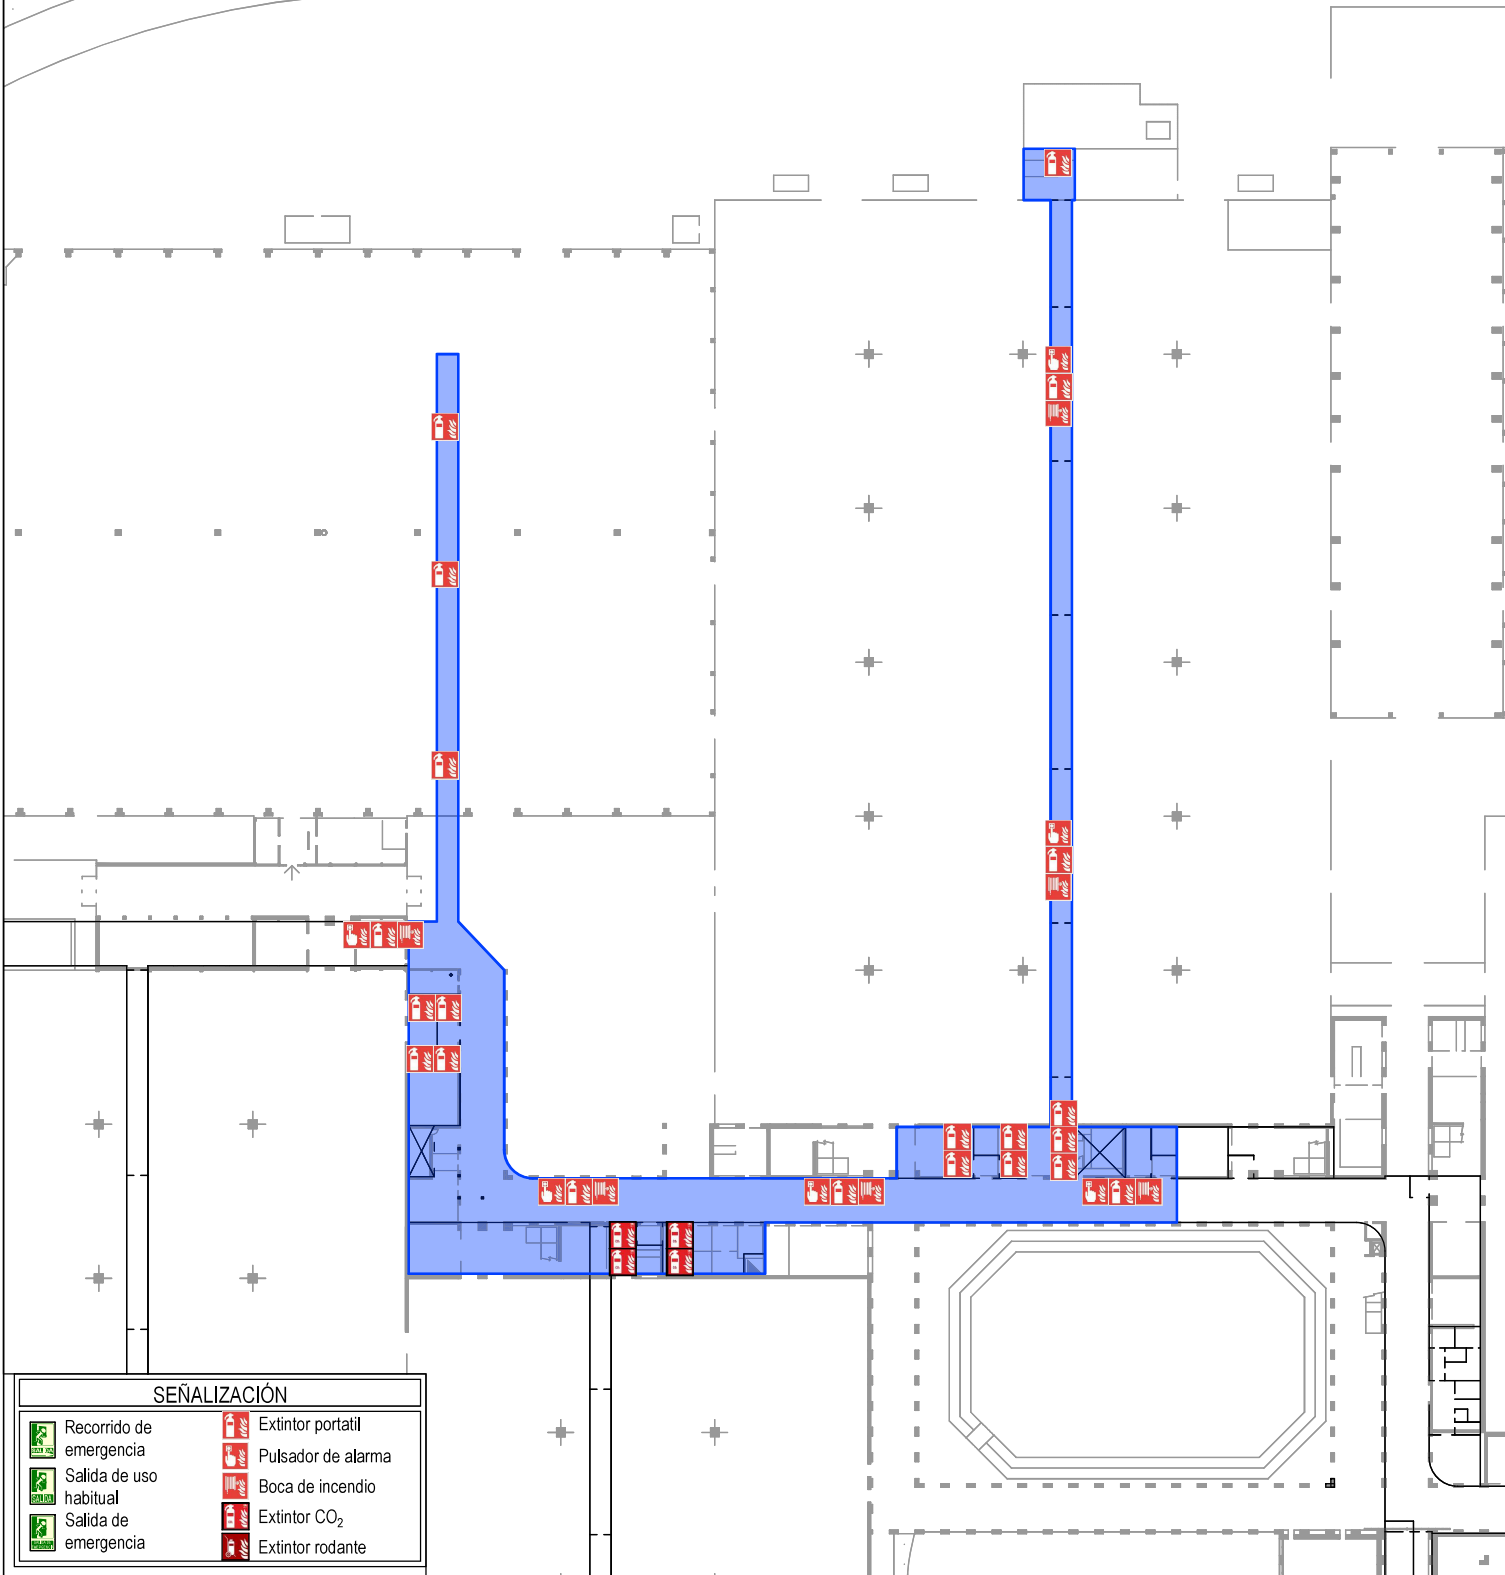 SEÑALIZACIÓN
Recorrido de
emergencia
Salida de uso
habitual
Salida de
emergencia
Extintor portatil
Pulsador de alarma
Boca de incendio
Extintor CO₂
Extintor rodante